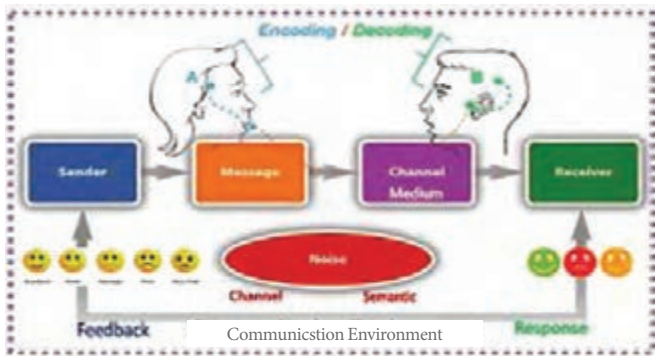 Encoding / Decoding
A B
Sender Message Channel Receiver
Medium
Noise
Channel Semantic
Feedback Communicstion Environment Response